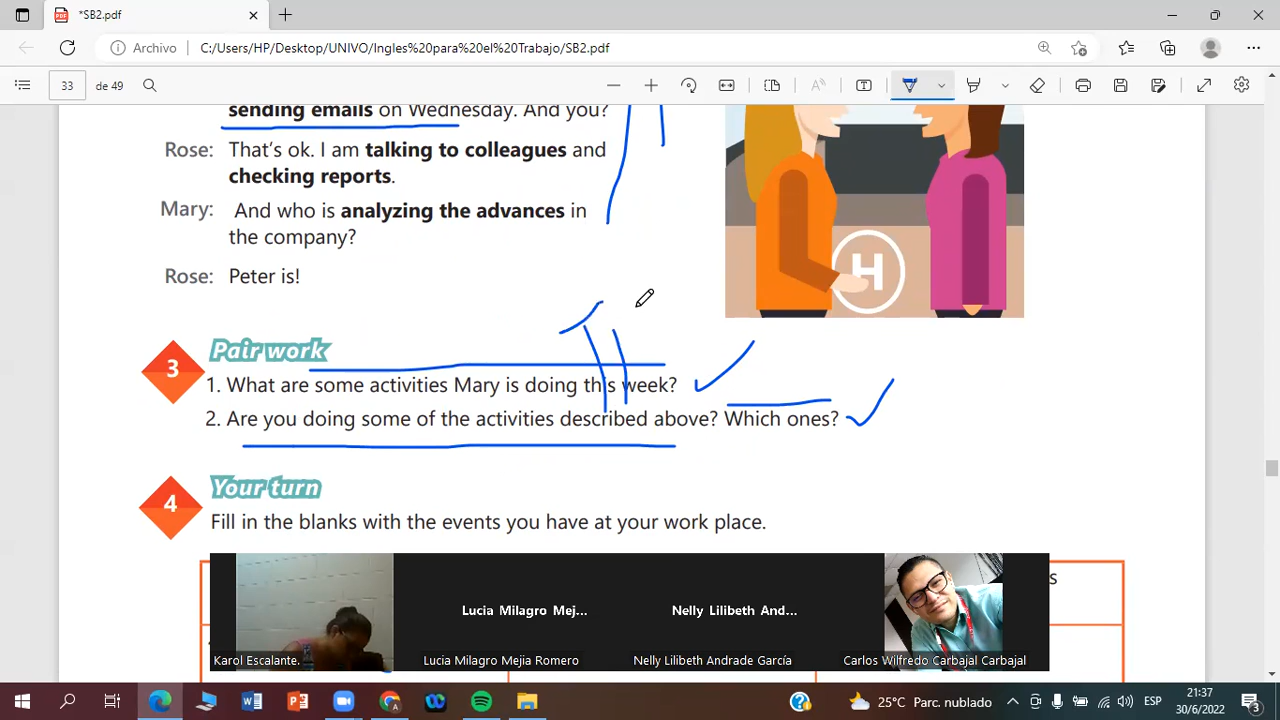 *SB2.pdf
Archivo C:/Users/HP/Desktop/UNIVO/Ingles%20para%20el%20Trabajo/SB2.pdf
33 de 49
sending emails on Wednesday. And you?
Rose: That's ok. I am talking to colleagues and
checking reports.
Mary: And who is analyzing the advances in
the company?
Rose: Peter is!
H
3 Pair work
1. What are some activities Mary is doing this week?
2. Are you doing some of the activities described above? Which ones?
4 Your turn
Fill in the blanks with the events you have at your work place.
s
Lucia Milagro Mej... Nelly Lilibeth And...
Karol Escalante. Lucia Milagro Mejia Romero Nelly Lilibeth Andrade García Carlos Wilfredo Carbajal Carbajal
25°C Parc. nublado ESP 21:37
30/6/2022 3